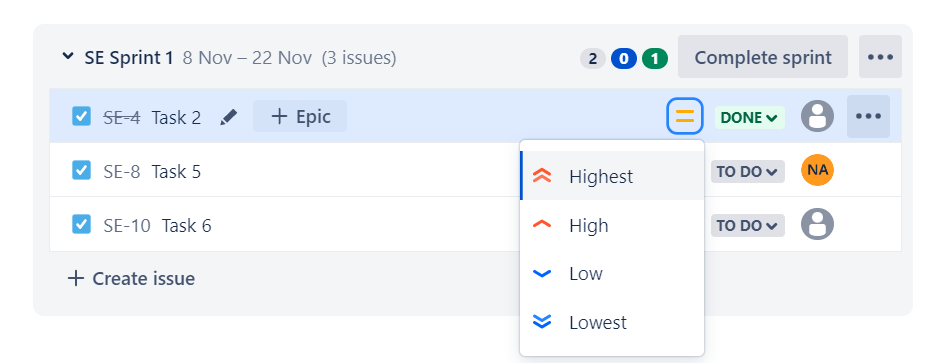 SE Sprint 1 8 Nov – 22 Nov (3 issues) 2 0 1 Complete sprint •••
SE-4 Task 2 + Epic DONE •••
Highest
SE-8 Task 5 TO DO NA
High
SE-10 Task 6 TO DO
Low
+ Create issue
Lowest